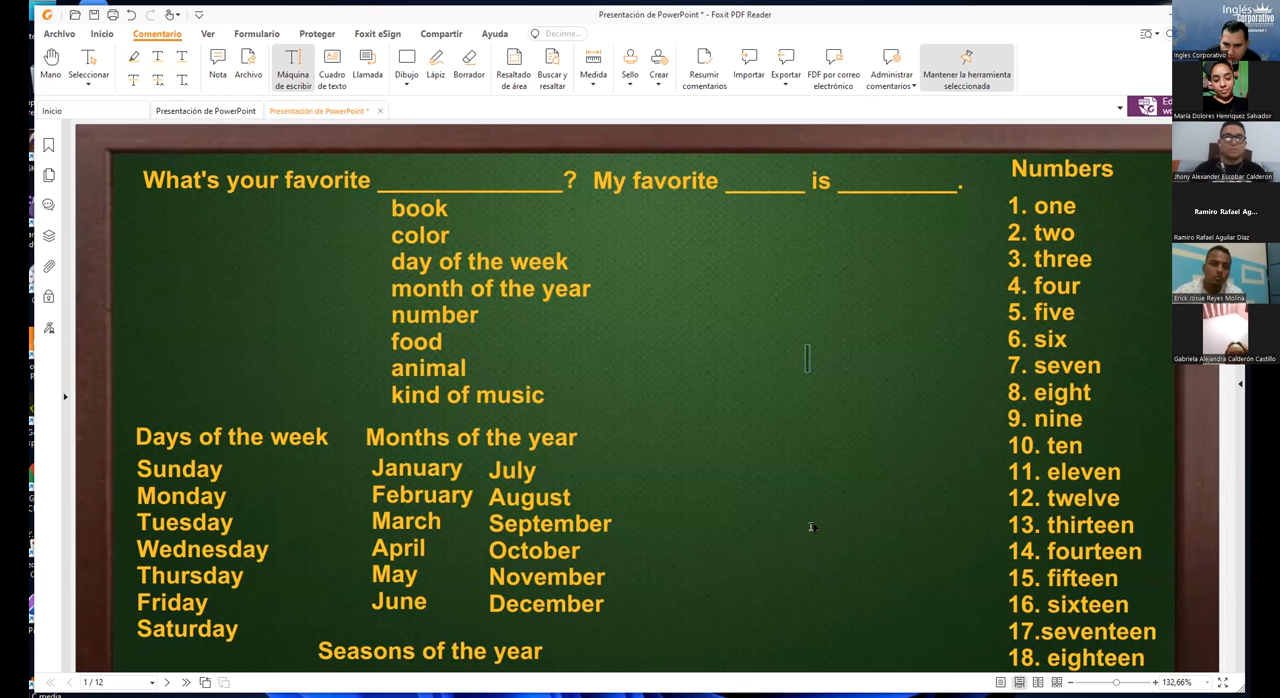 Presentación de PowerPoint * - Foxit PDF Reader
Archivo Inicio Comentario Ver Formulario Proteger Foxit eSign Compartir Ayuda Decirme...
Mano Seleccionar Nota Archivo Máquina de escribir Cuadro de texto Llamada Dibujo Lápiz Borrador Resaltado de área Buscar y resaltar Medida Sello Crear Resumir comentarios Importar Exportar FDF por correo electrónico Administrar comentarios Mantener la herramienta seleccionada
Inicio Presentación de PowerPoint Presentación de PowerPoint *
What's your favorite ______________? My favorite ______ is _________.
book
color
day of the week
month of the year
number
food
animal
kind of music
Days of the week
Sunday
Monday
Tuesday
Wednesday
Thursday
Friday
Saturday
Months of the year
January July
February August
March September
April October
May November
June December
Seasons of the year
Numbers
1. one
2. two
3. three
4. four
5. five
6. six
7. seven
8. eight
9. nine
10. ten
11. eleven
12. twelve
13. thirteen
14. fourteen
15. fifteen
16. sixteen
17.seventeen
18. eighteen
Inglés
Corporativo
Ingles Corporativo
María Dolores Henríquez Salvador
Jhony Alexander Escobar Calderon
Ramiro Rafael Ag...
Ramiro Rafael Aguilar Díaz
Erick Josue Reyes Molina
Gabriela Alejandra Calderón Castillo
1 / 12
132,66%